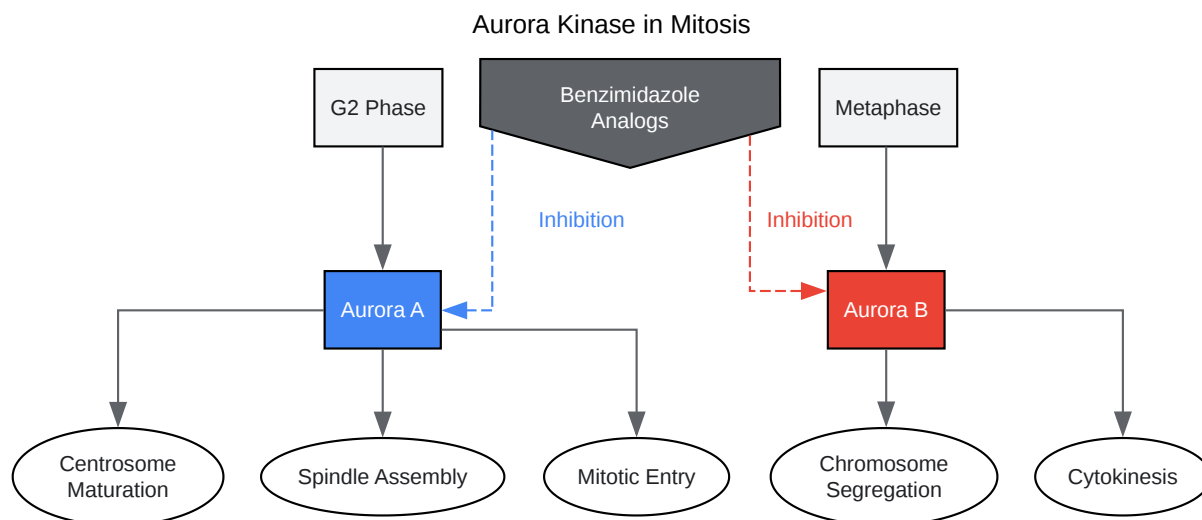 Aurora Kinase in Mitosis
G2 Phase
Benzimidazole
Analogs
Metaphase
Inhibition
Inhibition
Aurora A
Aurora B
Centrosome
Maturation
Spindle Assembly
Mitotic Entry
Chromosome
Segregation
Cytokinesis